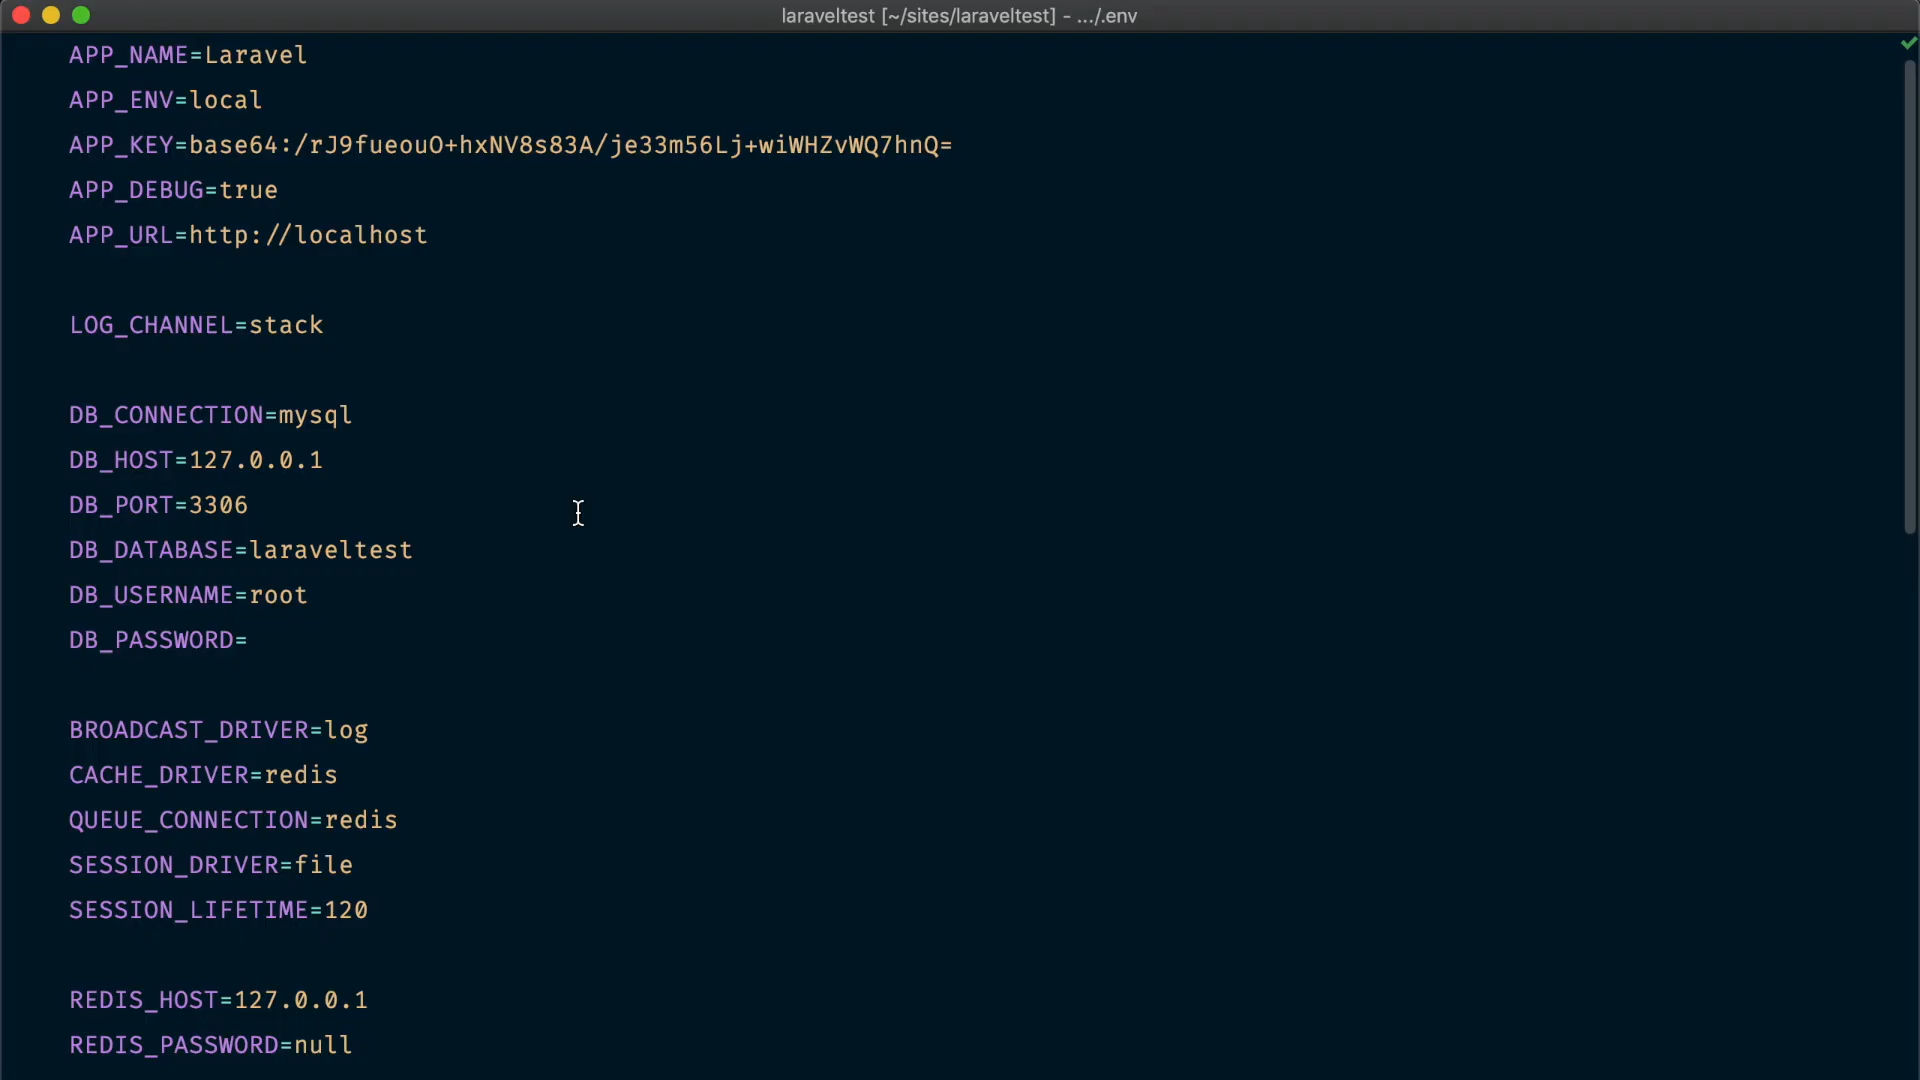 laraveltest [~/sites/laraveltest] - .../.env
APP_NAME=Laravel
APP_ENV=local
APP_KEY=base64:/rJ9fueouO+hxNV8s83A/je33m56Lj+wiWHZvWQ7hnQ=
APP_DEBUG=true
APP_URL=http://localhost
LOG_CHANNEL=stack
DB_CONNECTION=mysql
DB_HOST=127.0.0.1
DB_PORT=3306
DB_DATABASE=laraveltest
DB_USERNAME=root
DB_PASSWORD=
BROADCAST_DRIVER=log
CACHE_DRIVER=redis
QUEUE_CONNECTION=redis
SESSION_DRIVER=file
SESSION_LIFETIME=120
REDIS_HOST=127.0.0.1
REDIS_PASSWORD=null